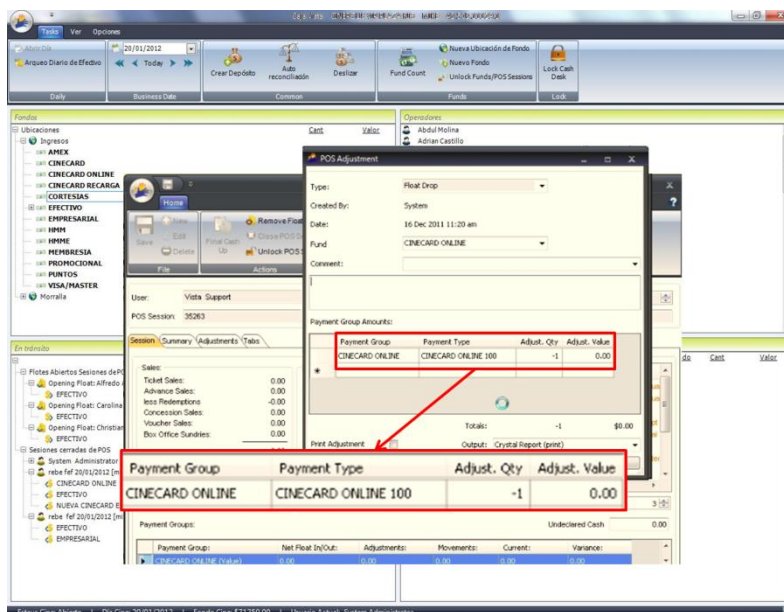 Tasks Ver Opciones
Abrir Día
Arqueo Diario de Efectivo
Daily
20/01/2012
Today
Business Date
Crear Depósito
Auto reconciliación
Deslizar
Common
Fund Count
Nueva Ubicación de Fondo
Nuevo Fondo
Unlock Funds/POS Sessions
Funds
Lock Cash Desk
Lock
Fondos
Ubicaciones Cant Valor
Ingresos
AMEX
CINECARD
CINECARD ONLINE
CINECARD RECARGA
CORTESIAS
EFECTIVO
EMPRESARIAL
HMM
HMME
MEMBRESIA
PROMOCIONAL
PUNTOS
VISA/MASTER
Morralla
Operadores
Abdul Molina
Adrian Castillo
En tránsito
Cant Valor
Flotes Abiertos Sesiones de
Opening Float: Alfredo
EFECTIVO
Opening Float: Carolina
EFECTIVO
Opening Float: Christian
EFECTIVO
Sesiones cerradas de POS
System Administrator
rebe fef 20/01/2012
CINECARD ONL
EFECTIVO
NUEVA CINECARD E
rebe fef 20/01/2012
EFECTIVO
EMPRESARIAL
Home
Save
New
Edit
Delete
File
Final Cash Up
Remove Float
Close POS S
Unlock POS
Actions
User: Vista Support
POS Session: 35263
Session Summary Adjustments Tabs
Sales:
Ticket Sales: 0.00
Advance Sales: 0.00
less Redemptions -0.00
Concession Sales: 0.00
Voucher Sales: 0.00
Box Office Sundries: 0.00
POS Adjustment
Type: Float Drop
Created By: System
Date: 16 Dec 2011 11:20 am
Fund CINECARD ONLINE
Comment:
Payment Group Amounts:
Payment Group Payment Type Adjust. Qty Adjust. Value
CINECARD ONLINE CINECARD ONLINE 100 -1 0.00
Totals: -1 $0.00
Print Adjustment Output: Crystal Report (print)
Payment Group Payment Type Adjust. Qty Adjust. Value
CINECARD ONLINE CINECARD ONLINE 100 -1 0.00
3
Payment Groups: Undeclared Cash 0.00
Payment Group: Net Float In/Out: Adjustments: Movements: Current: Variance:
CINECARD ONLINE (Value) 0.00 0.00 0.00 0.00 0.00